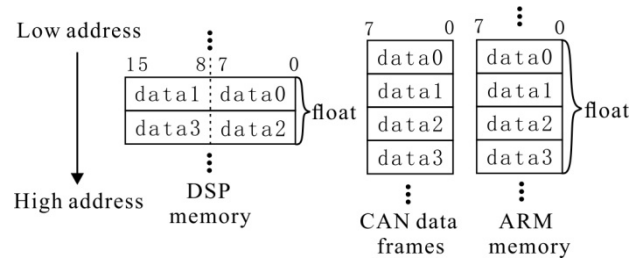 Low address
High address
15 8 7 0
data1 data0
data3 data2
float
DSP
memory
7 0
data0
data1
data2
data3
CAN data
frames
7 0
data0
data1
data2
data3
float
ARM
memory